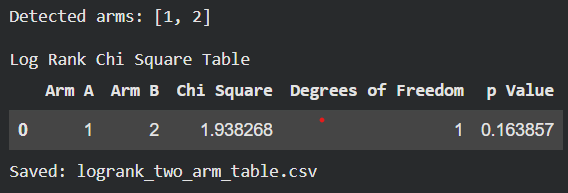 Detected arms: [1, 2]
Log Rank Chi Square Table
Arm A Arm B Chi Square Degrees of Freedom p Value
0 1 2 1.938268 1 0.163857
Saved: logrank_two_arm_table.csv